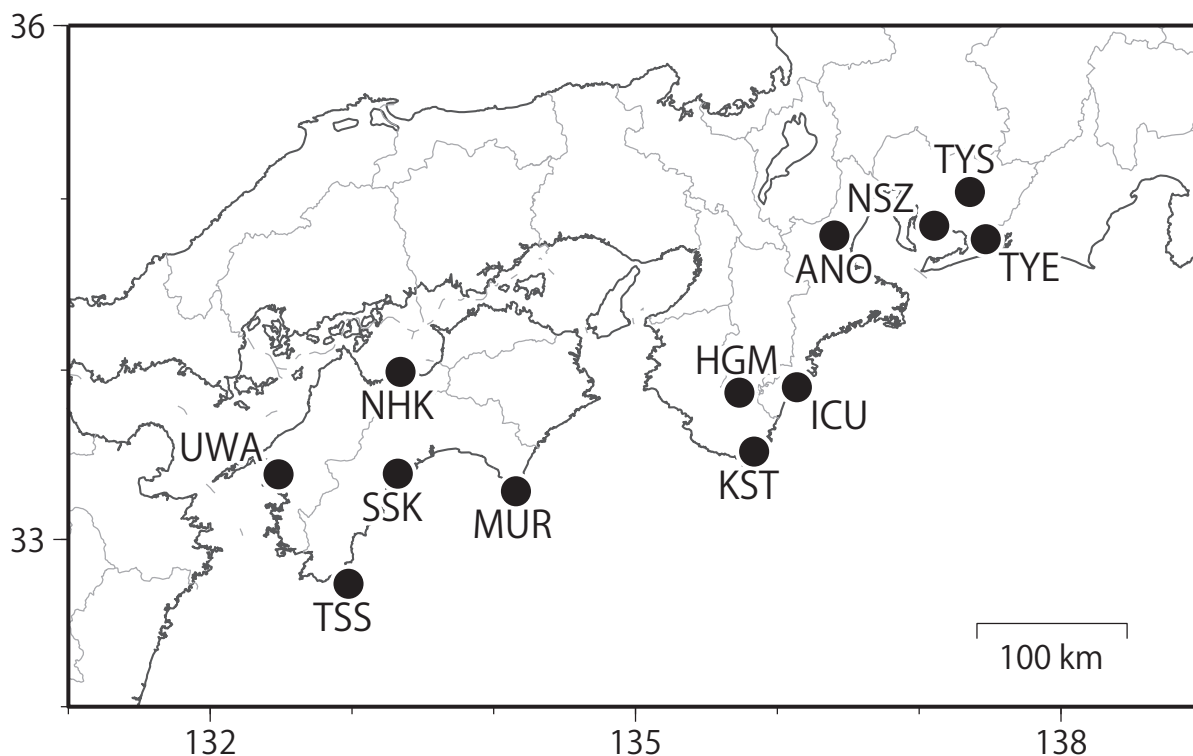 36
TYS
NSZ
ANO
TYE
HGM
NHK
ICU
UWA
KST
SSK
MUR
33
TSS
100 km
132
135
138